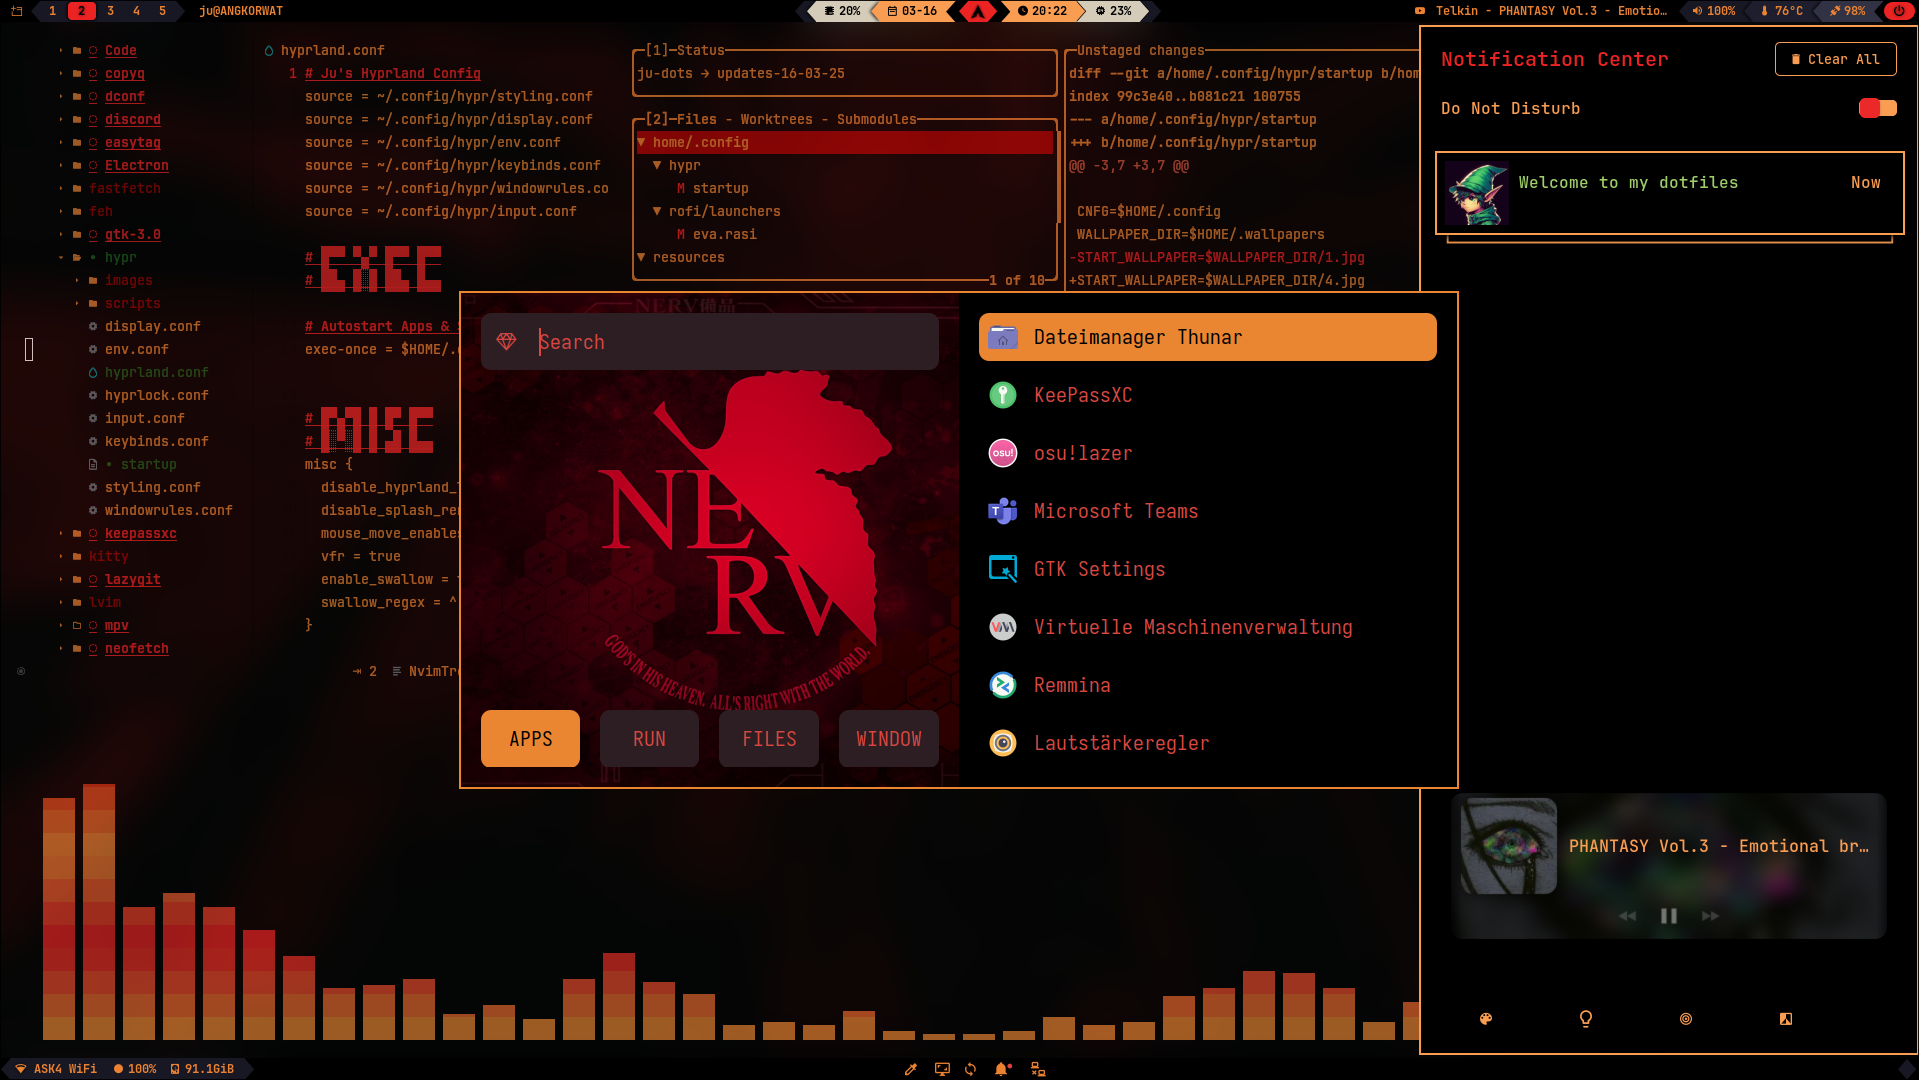 1 2 3 4 5 ju@ANGKORWAT
20% 03-16 20:22 23%
Telkin - PHANTASY Vol.3 - Emotio… 100% 76°C 98%
Code
copyq
dconf
discord
easytag
Electron
fastfetch
feh
gtk-3.0
hypr
images
scripts
display.conf
env.conf
hyprland.conf
hyprlock.conf
input.conf
keybinds.conf
startup
styling.conf
windowrules.conf
keepassxc
kitty
lazygit
lvim
mpv
neofetch
hyprland.conf
1 # Ju's Hyprland Config
source = ~/.config/hypr/styling.conf
source = ~/.config/hypr/display.conf
source = ~/.config/hypr/env.conf
source = ~/.config/hypr/keybinds.conf
source = ~/.config/hypr/windowrules.co
source = ~/.config/hypr/input.conf
# EXEC
#
# Autostart Apps &
exec-once = $HOME/.
# MISC
#
misc {
disable_hyprland_
disable_splash_re
mouse_move_enables
vfr = true
enable_swallow =
swallow_regex = ^
}
2 NvimTr
[1]—Status
ju-dots → updates-16-03-25
[2]—Files - Worktrees - Submodules
▼ home/.config
▼ hypr
M startup
▼ rofi/launchers
M eva.rasi
▼ resources
1 of 10
Unstaged changes
diff --git a/home/.config/hypr/startup b/hom
index 99c3e40..b081c21 100755
--- a/home/.config/hypr/startup
+++ b/home/.config/hypr/startup
@@ -3,7 +3,7 @@
CNFG=$HOME/.config
WALLPAPER_DIR=$HOME/.wallpapers
-START_WALLPAPER=$WALLPAPER_DIR/1.jpg
+START_WALLPAPER=$WALLPAPER_DIR/4.jpg
NERV備品
Search
NERV
GOD'S IN HIS HEAVEN. ALL'S RIGHT WITH THE WORLD.
APPS RUN FILES WINDOW
Dateimanager Thunar
KeePassXC
osu!
osu!lazer
T
Microsoft Teams
GTK Settings
Virtuelle Maschinenverwaltung
Remmina
Lautstärkeregler
Notification Center
Clear All
Do Not Disturb
Welcome to my dotfiles Now
PHANTASY Vol.3 - Emotional br…
ASK4 WiFi 100% 91.1GiB